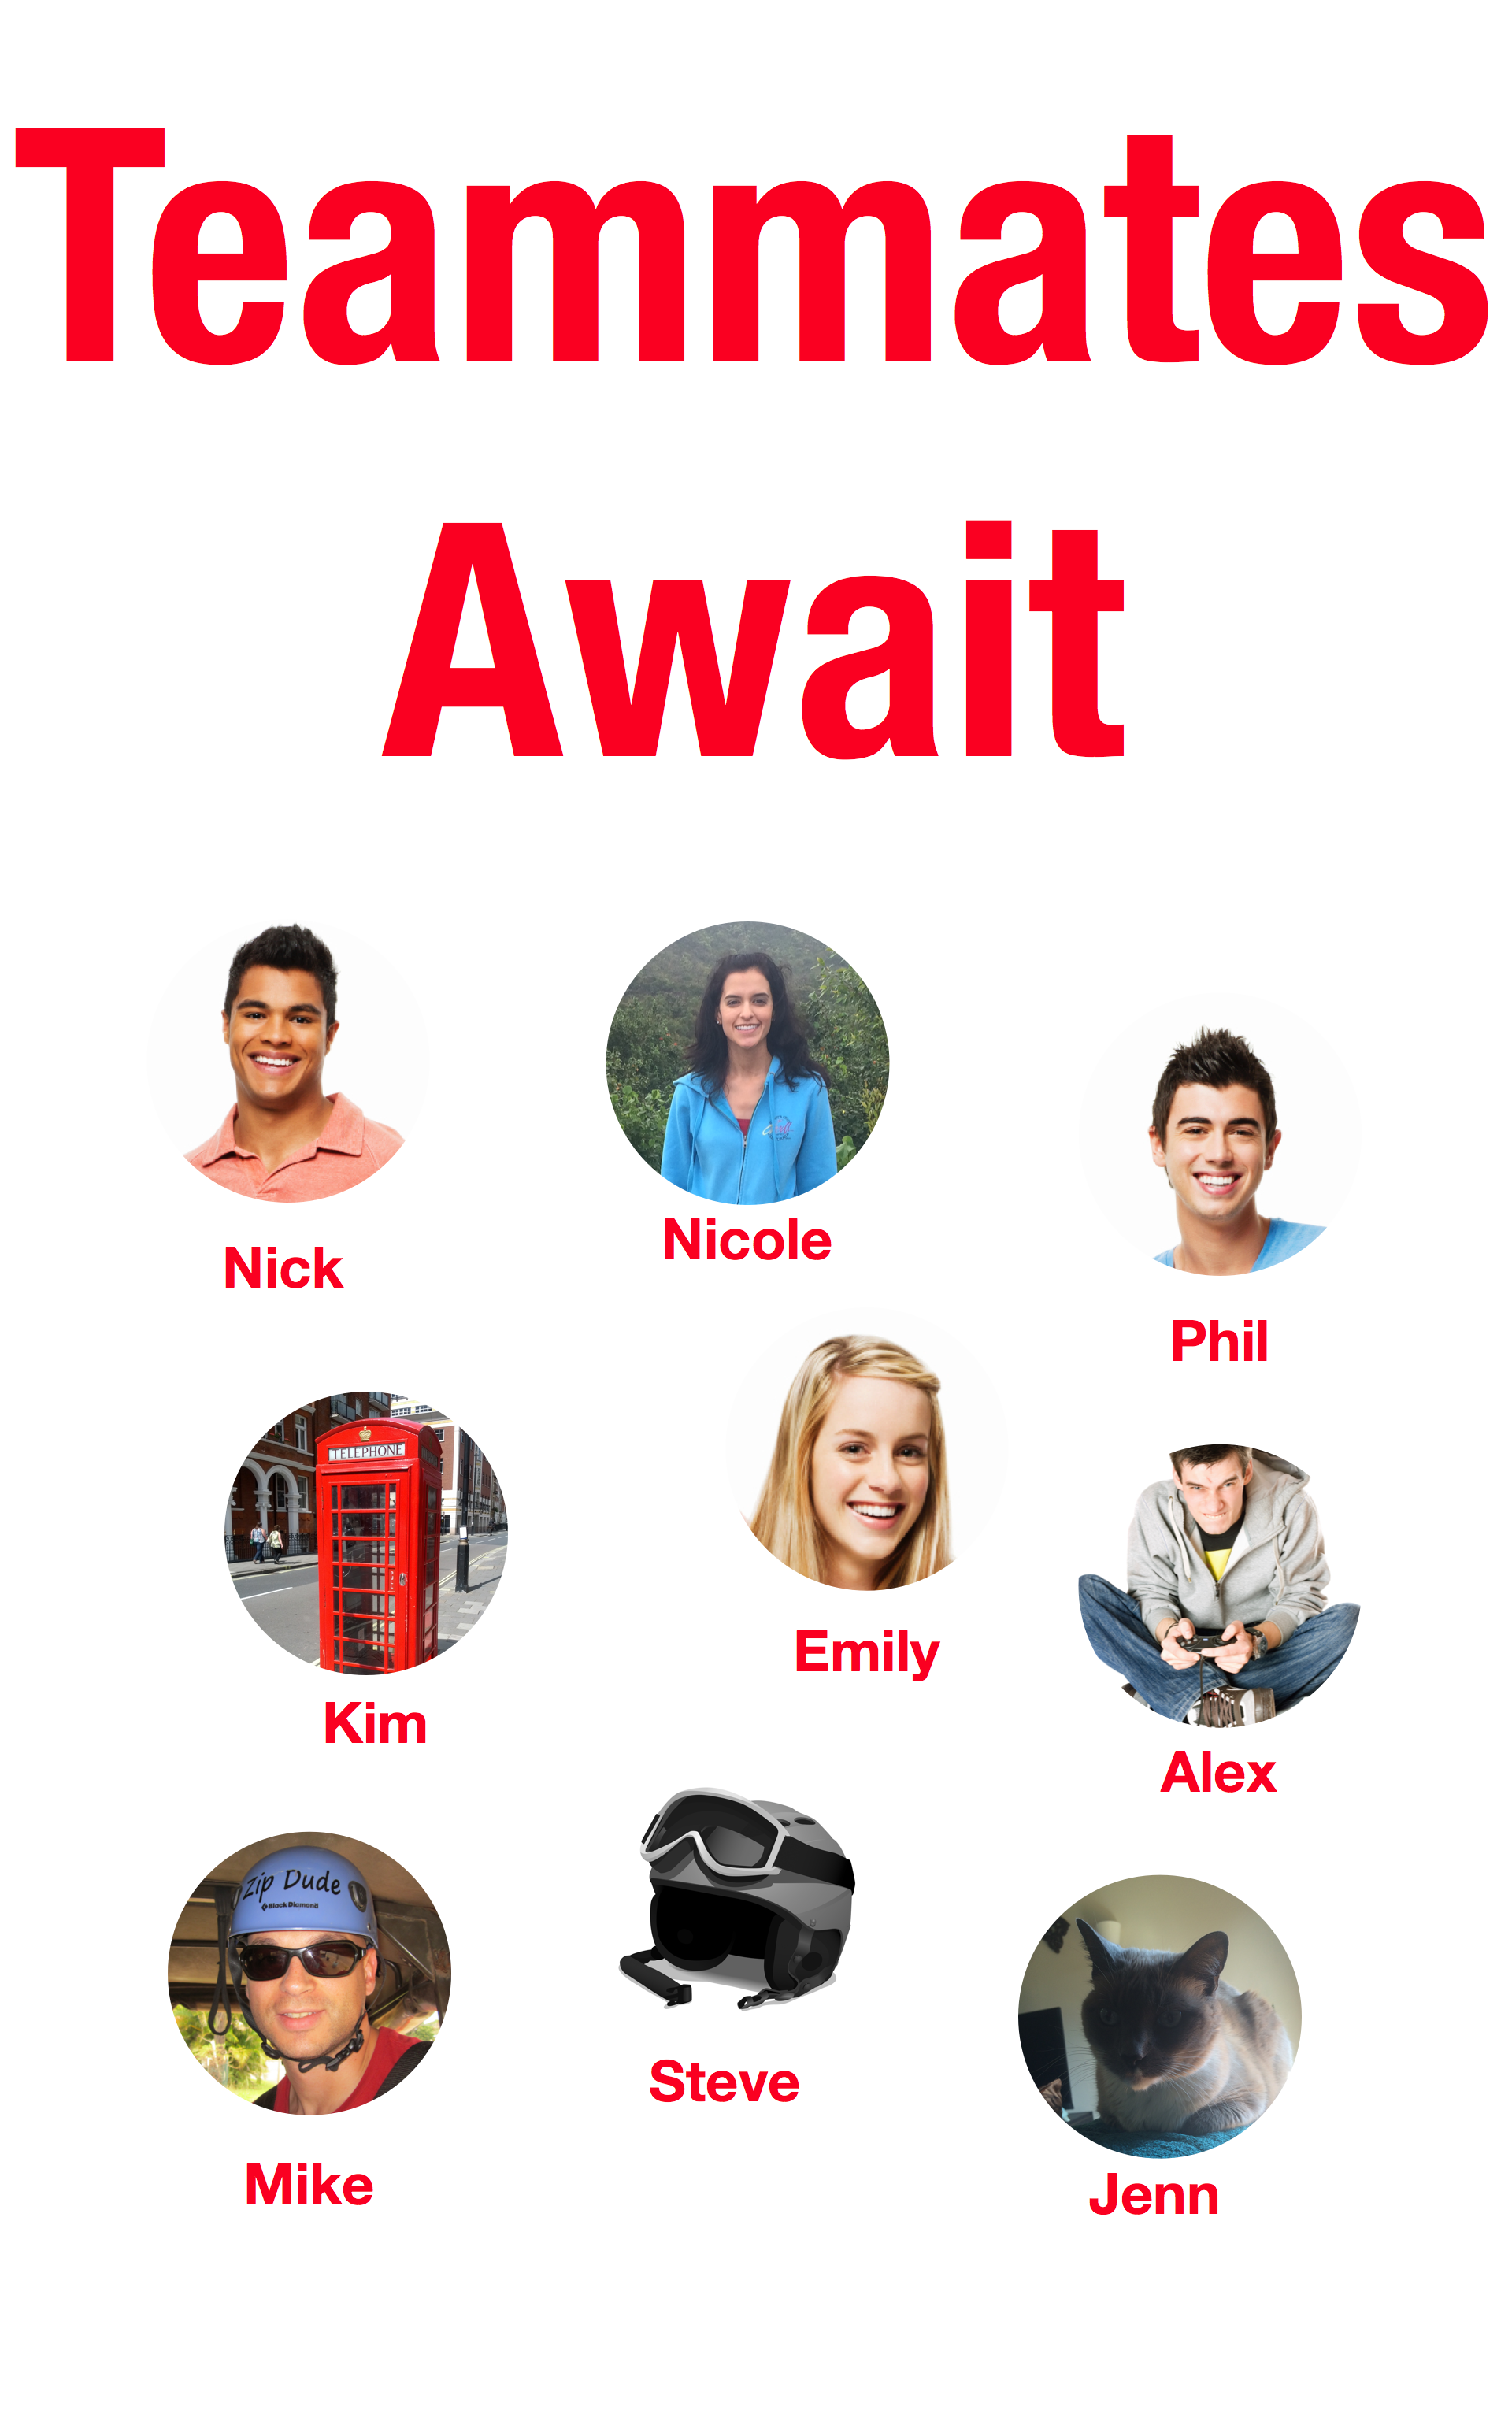 Teammates
Await
Nick
Nicole
Phil
TELEPHONE
Kim
Emily
Alex
Zip Dude
Black Diamond
Mike
Steve
Jenn